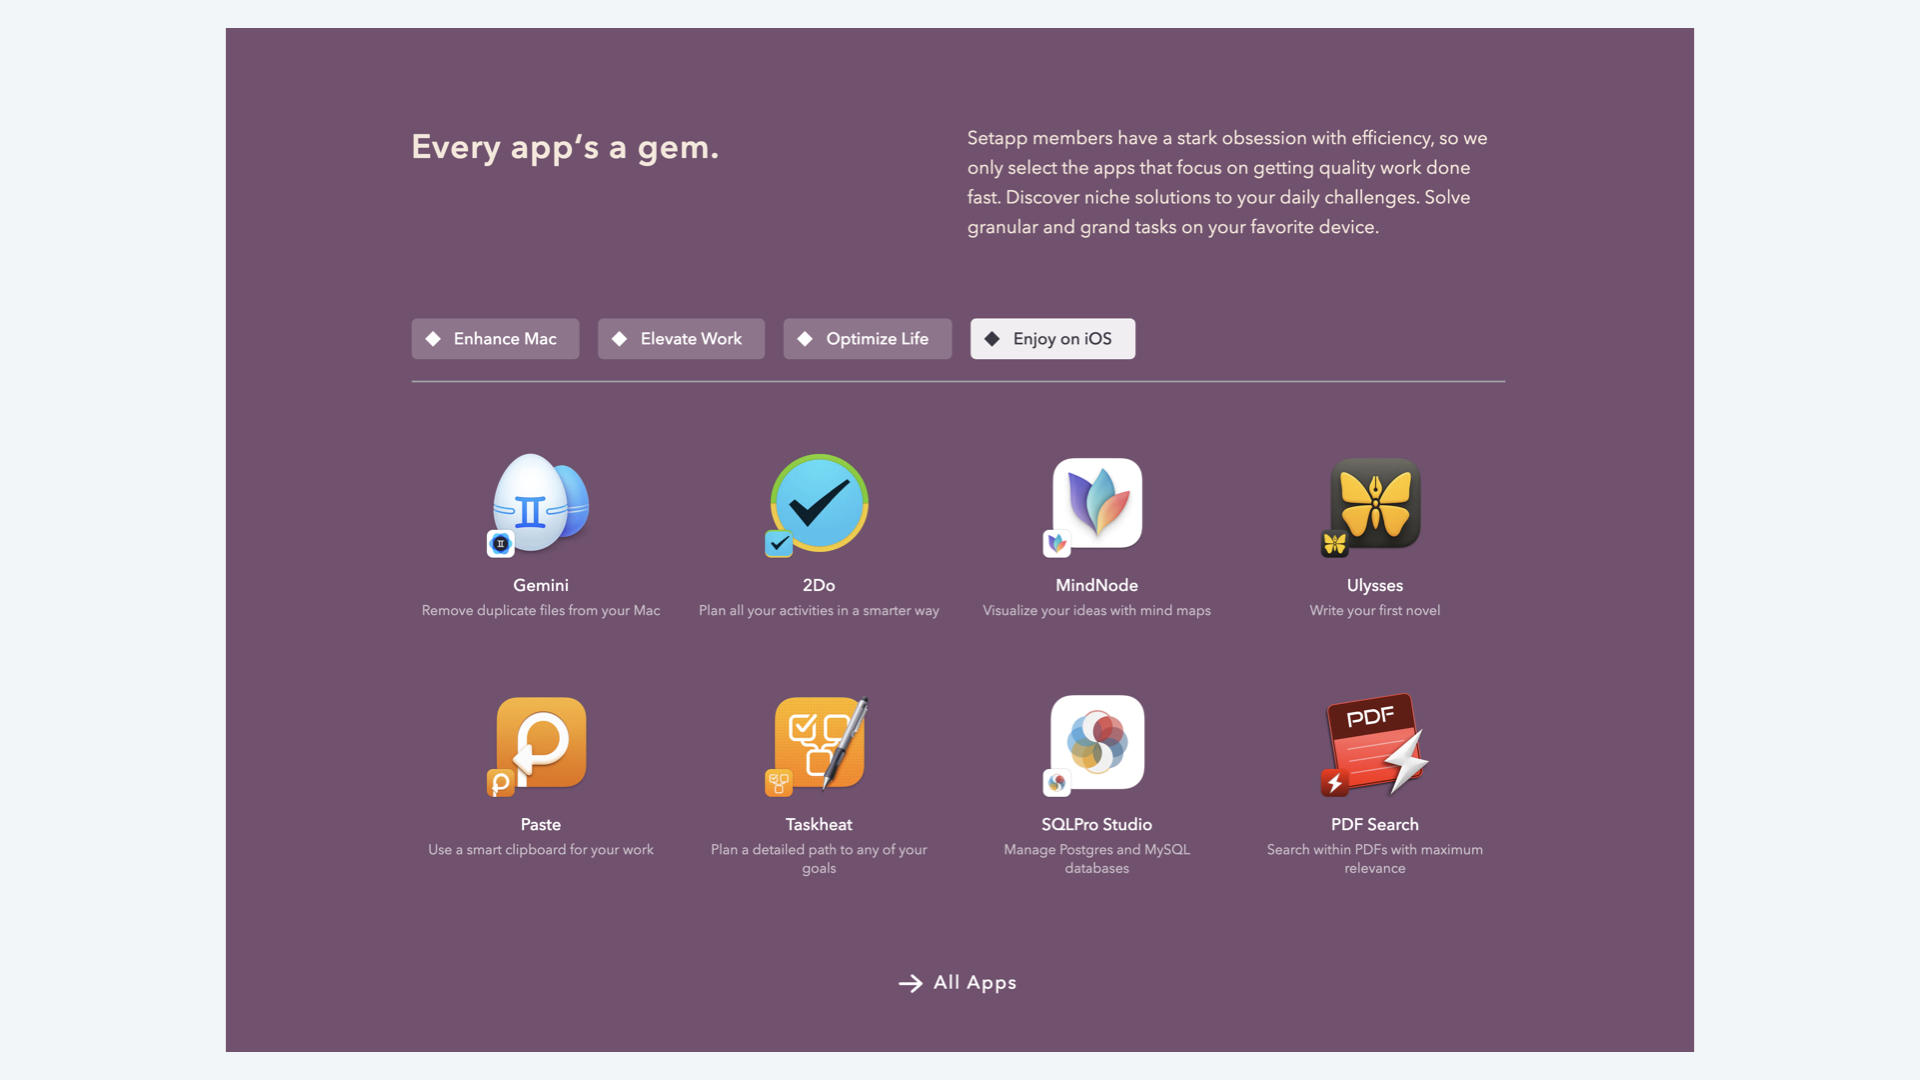 Every app‘s a gem.
Setapp members have a stark obsession with efficiency, so we
only select the apps that focus on getting quality work done
fast. Discover niche solutions to your daily challenges. Solve
granular and grand tasks on your favorite device.
Enhance Mac
Elevate Work
Optimize Life
Enjoy on iOS
Gemini
Remove duplicate files from your Mac
2Do
Plan all your activities in a smarter way
MindNode
Visualize your ideas with mind maps
Ulysses
Write your first novel
Paste
Use a smart clipboard for your work
Taskheat
Plan a detailed path to any of your
goals
SQLPro Studio
Manage Postgres and MySQL
databases
PDF
PDF Search
Search within PDFs with maximum
relevance
All Apps